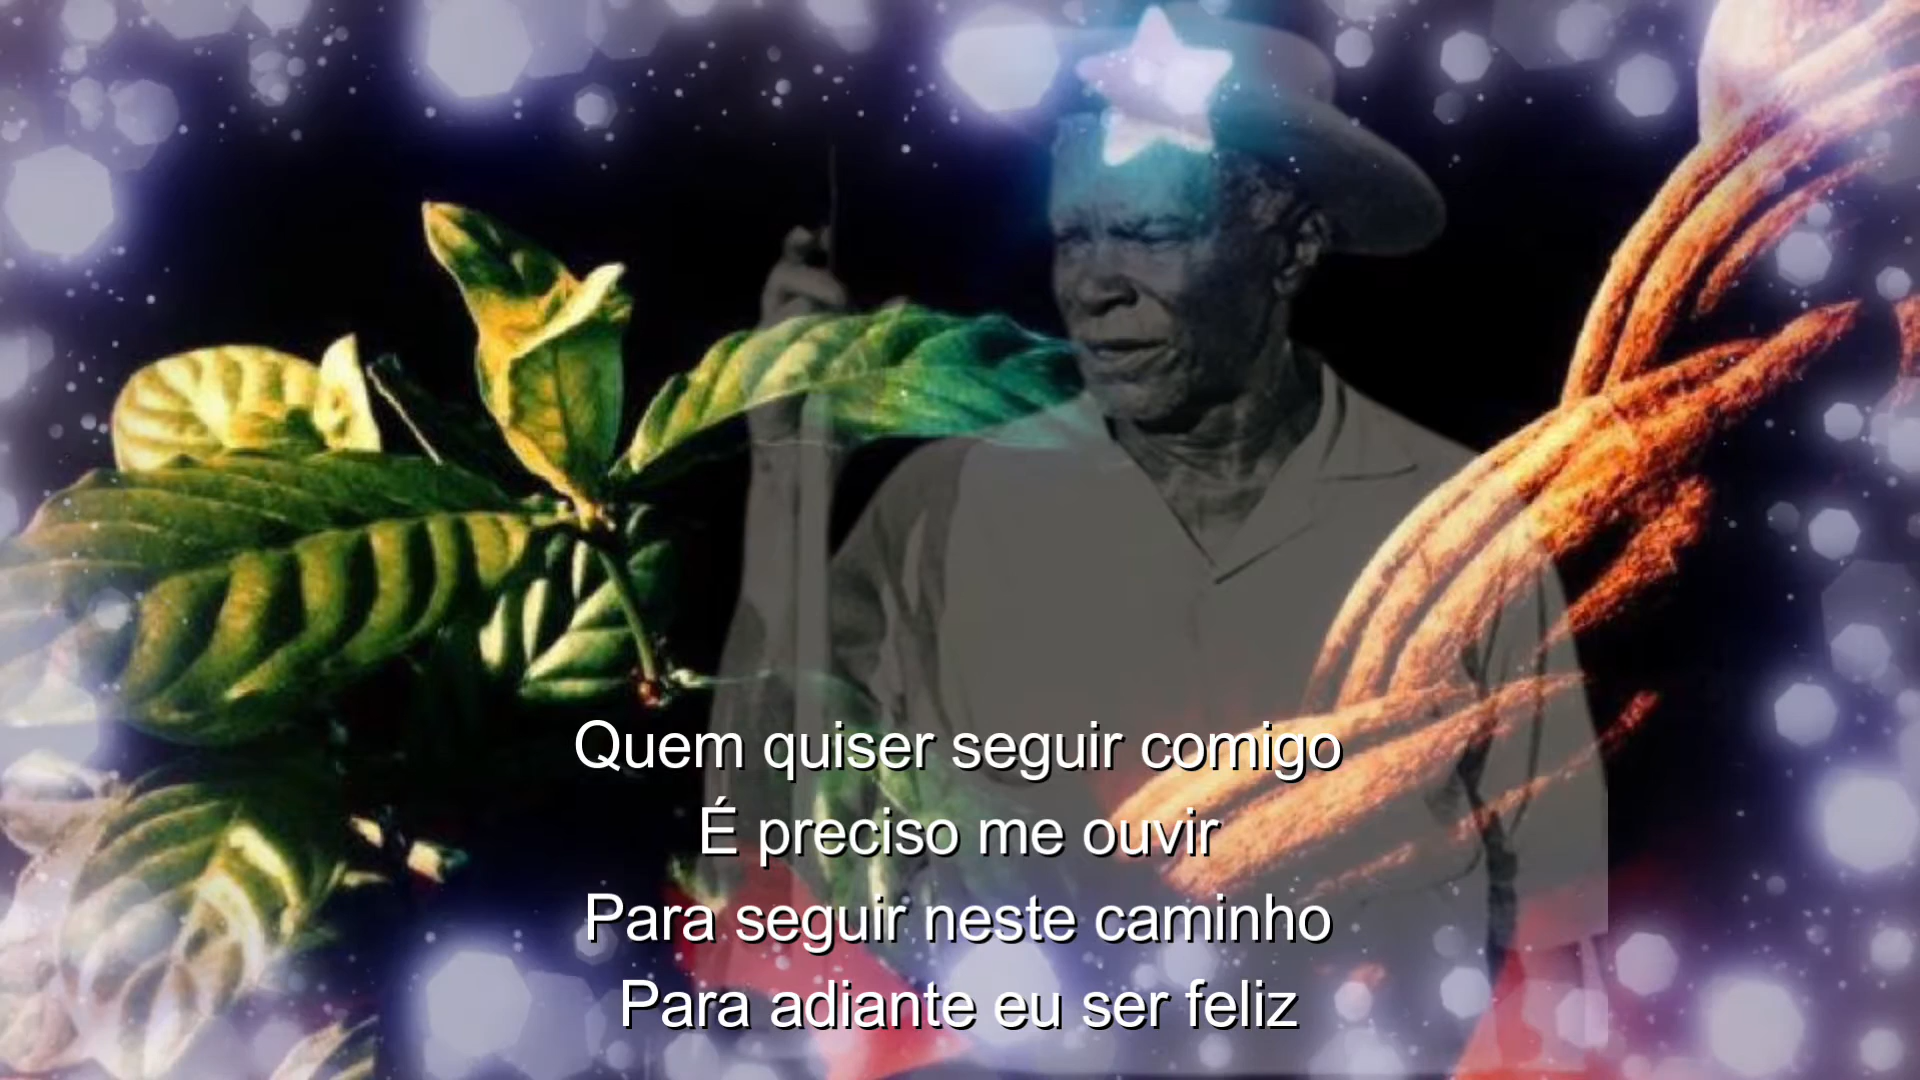 Quem quiser seguir comigo
É preciso me ouvir
Para seguir neste caminho
Para adiante eu ser feliz